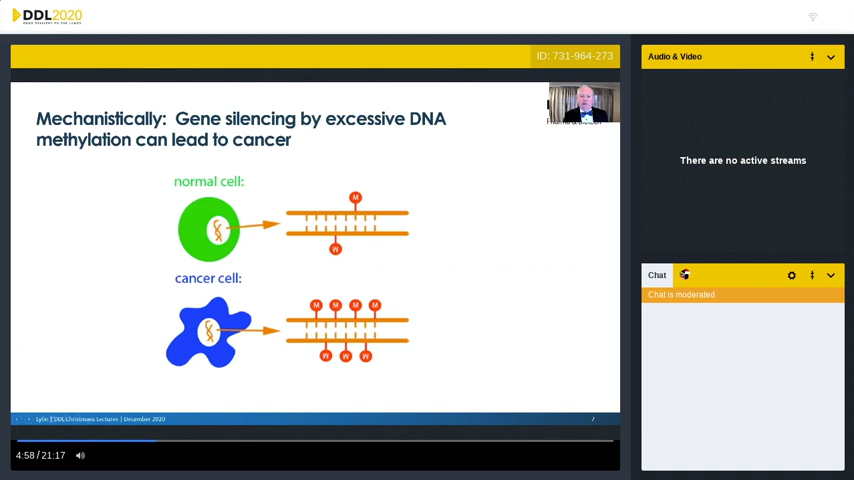 DDL2020
ID: 731-964-273
Audio & Video
Mechanistically: Gene silencing by excessive DNA
methylation can lead to cancer
There are no active streams
normal cell:
M
M
cancer cell:
M M M M
M M M
Chat
Chat is moderated
DDL Christmans Lectures | December 2020
7
4:58 / 21:17